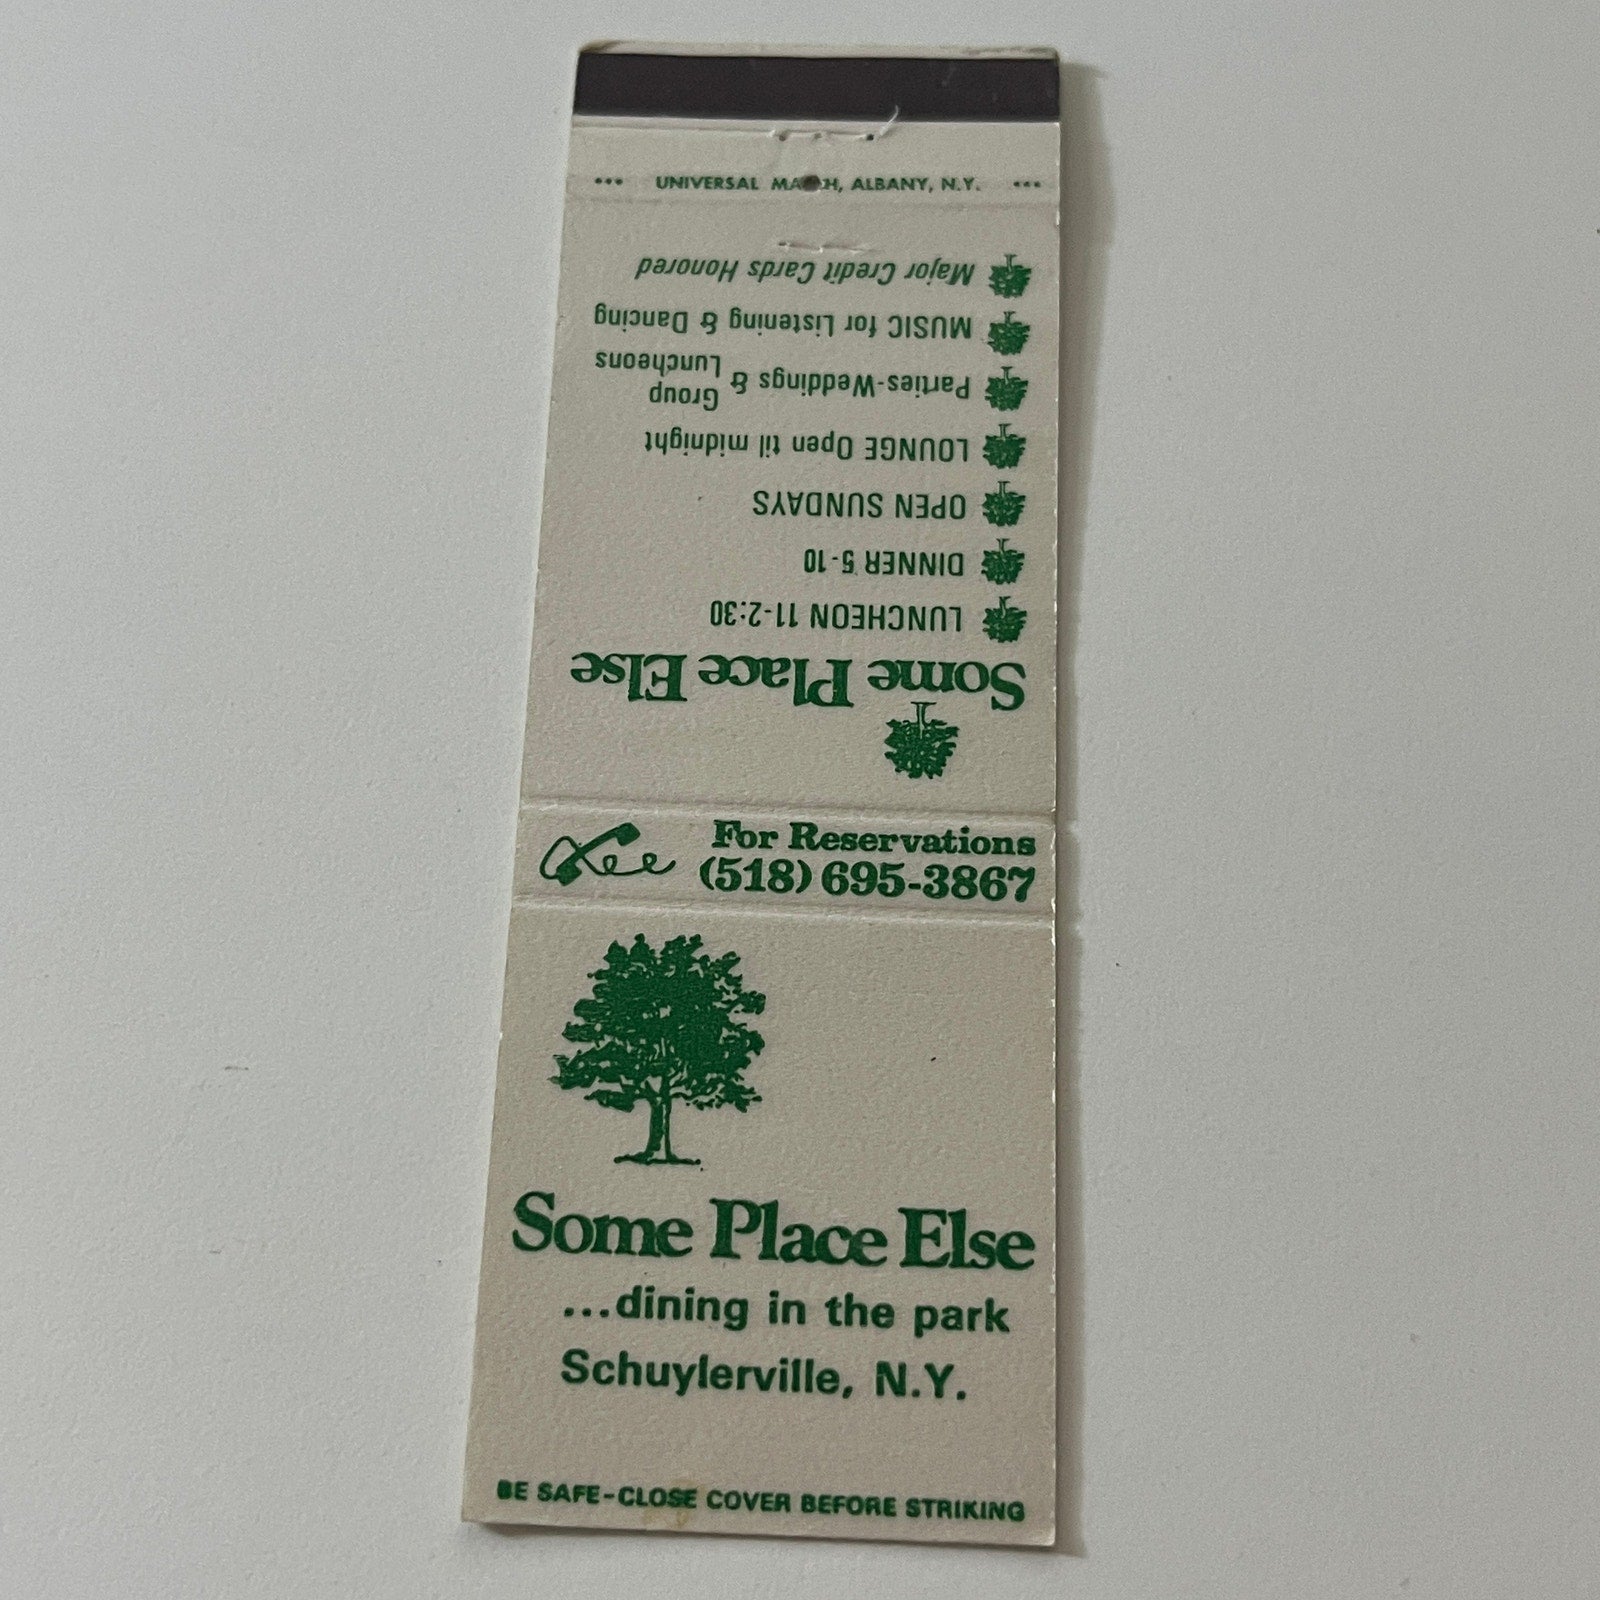 ••• UNIVERSAL MATCH, ALBANY, N.Y. •••
Some Place Else
LUNCHEON 11-2:30
DINNER 5-10
OPEN SUNDAYS
LOUNGE Open til midnight
Parties-Weddings & Group Luncheons
MUSIC for Listening & Dancing
Major Credit Cards Honored
For Reservations
(518) 695-3867
Some Place Else
...dining in the park
Schuylerville, N.Y.
BE SAFE-CLOSE COVER BEFORE STRIKING